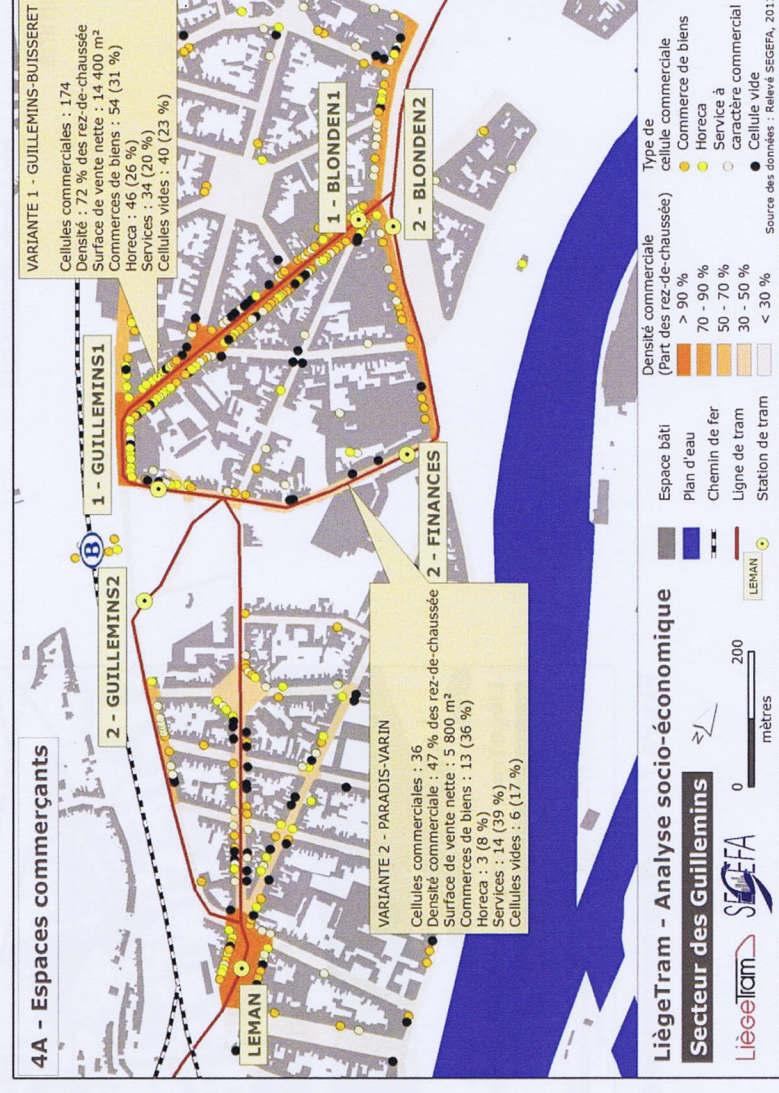 4A - Espaces commerçants
VARIANTE 1 - GUILLEMINS-BUISSERET
Cellules commerciales : 174
Densité : 72 % des rez-de-chaussée
Surface de vente nette : 14 400 m²
Commerces de biens : 54 (31 %)
Horeca : 46 (26 %)
Services : 34 (20 %)
Cellules vides : 40 (23 %)
1 - GUILLEMINS1
B
2 - GUILLEMINS2
1 - BLONDEN1
2 - BLONDEN2
2 - FINANCES
LEMAN
VARIANTE 2 - PARADIS-VARIN
Cellules commerciales : 36
Densité commerciale : 47 % des rez-de-chaussée
Surface de vente nette : 5 800 m²
Commerces de biens : 13 (36 %)
Horeca : 3 (8 %)
Services : 14 (39 %)
Cellules vides : 6 (17 %)
LiègeTram - Analyse socio-économique
Secteur des Guillemins
LiègeTram
SEGEFA
0 200
mètres
Espace bâti
Plan d'eau
Chemin de fer
Ligne de tram
LEMAN
Station de tram
Densité commerciale
(Part des rez-de-chaussée)
> 90 %
70 - 90 %
50 - 70 %
30 - 50 %
< 30 %
Type de
cellule commerciale
Commerce de biens
Horeca
Service à
caractère commercial
Cellule vide
Source des données : Relevé SEGEFA, 201